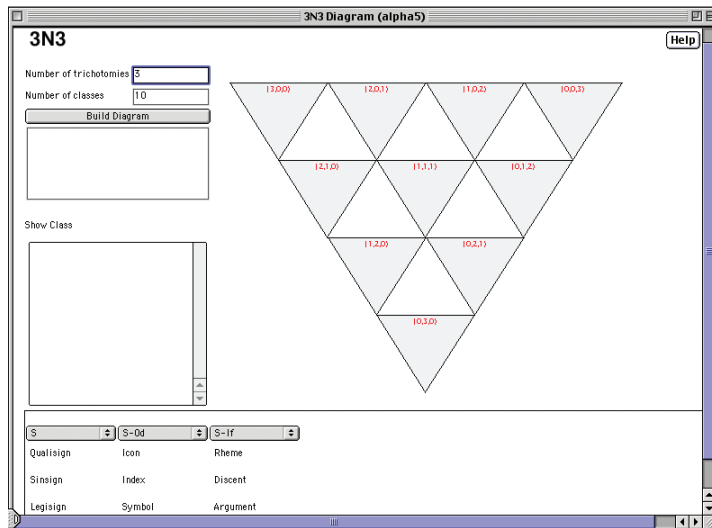 3N3 Diagram (alpha5)
3N3
Help
Number of trichotomies 3
Number of classes 10
Build Diagram
Show Class
(3,0,0) (2,0,1) (1,0,2) (0,0,3)
(2,1,0) (1,1,1) (0,1,2)
(1,2,0) (0,2,1)
(0,3,0)
S S-Od S-If
Qualisign Icon Rheme
Sinsign Index Discent
Legisign Symbol Argument